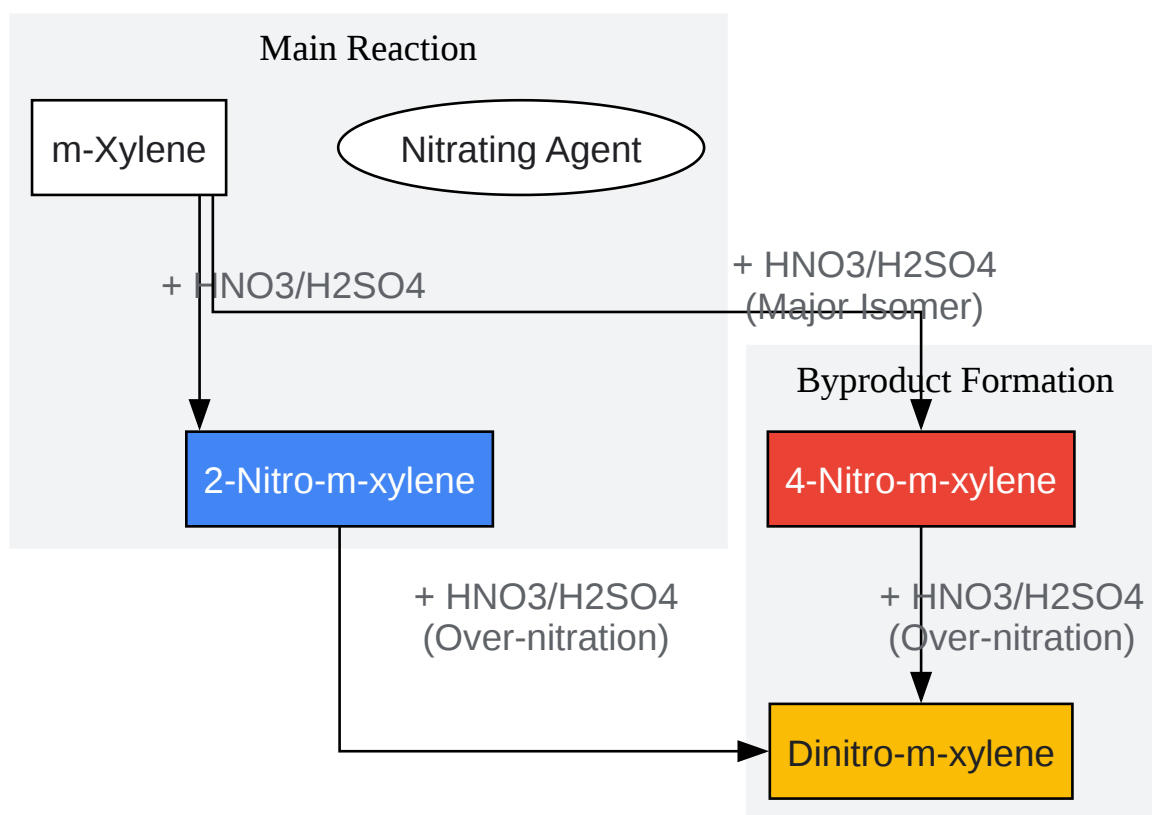 Main Reaction
m-Xylene
Nitrating Agent
+ HNO3/H2SO4
+ HNO3/H2SO4
(Major Isomer)
Byproduct Formation
2-Nitro-m-xylene
4-Nitro-m-xylene
+ HNO3/H2SO4
(Over-nitration)
+ HNO3/H2SO4
(Over-nitration)
Dinitro-m-xylene